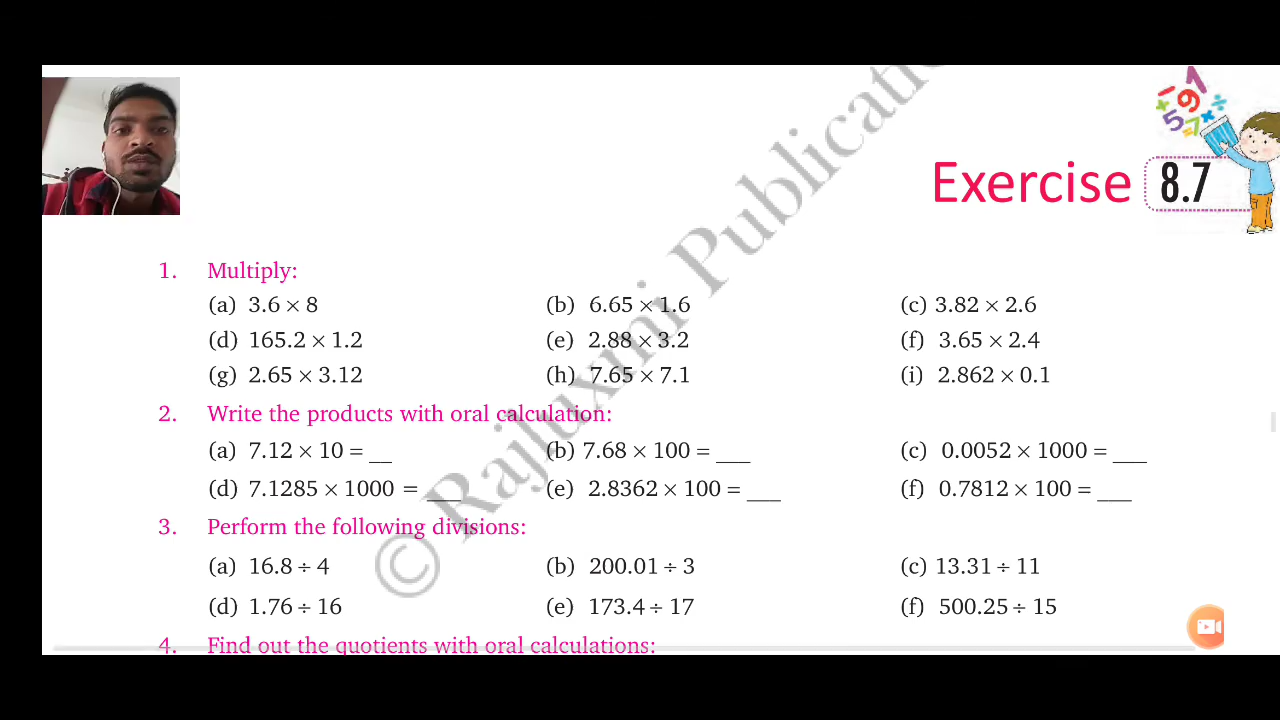 Exercise 8.7
1. Multiply:
(a) 3.6 × 8 (b) 6.65 × 1.6 (c) 3.82 × 2.6
(d) 165.2 × 1.2 (e) 2.88 × 3.2 (f) 3.65 × 2.4
(g) 2.65 × 3.12 (h) 7.65 × 7.1 (i) 2.862 × 0.1
2. Write the products with oral calculation:
(a) 7.12 × 10 = __ (b) 7.68 × 100 = ___ (c) 0.0052 × 1000 = ___
(d) 7.1285 × 1000 = ___ (e) 2.8362 × 100 = ___ (f) 0.7812 × 100 = ___
3. Perform the following divisions:
(a) 16.8 ÷ 4 (b) 200.01 ÷ 3 (c) 13.31 ÷ 11
(d) 1.76 ÷ 16 (e) 173.4 ÷ 17 (f) 500.25 ÷ 15
4. Find out the quotients with oral calculations:
© Rajluxmi Publicati